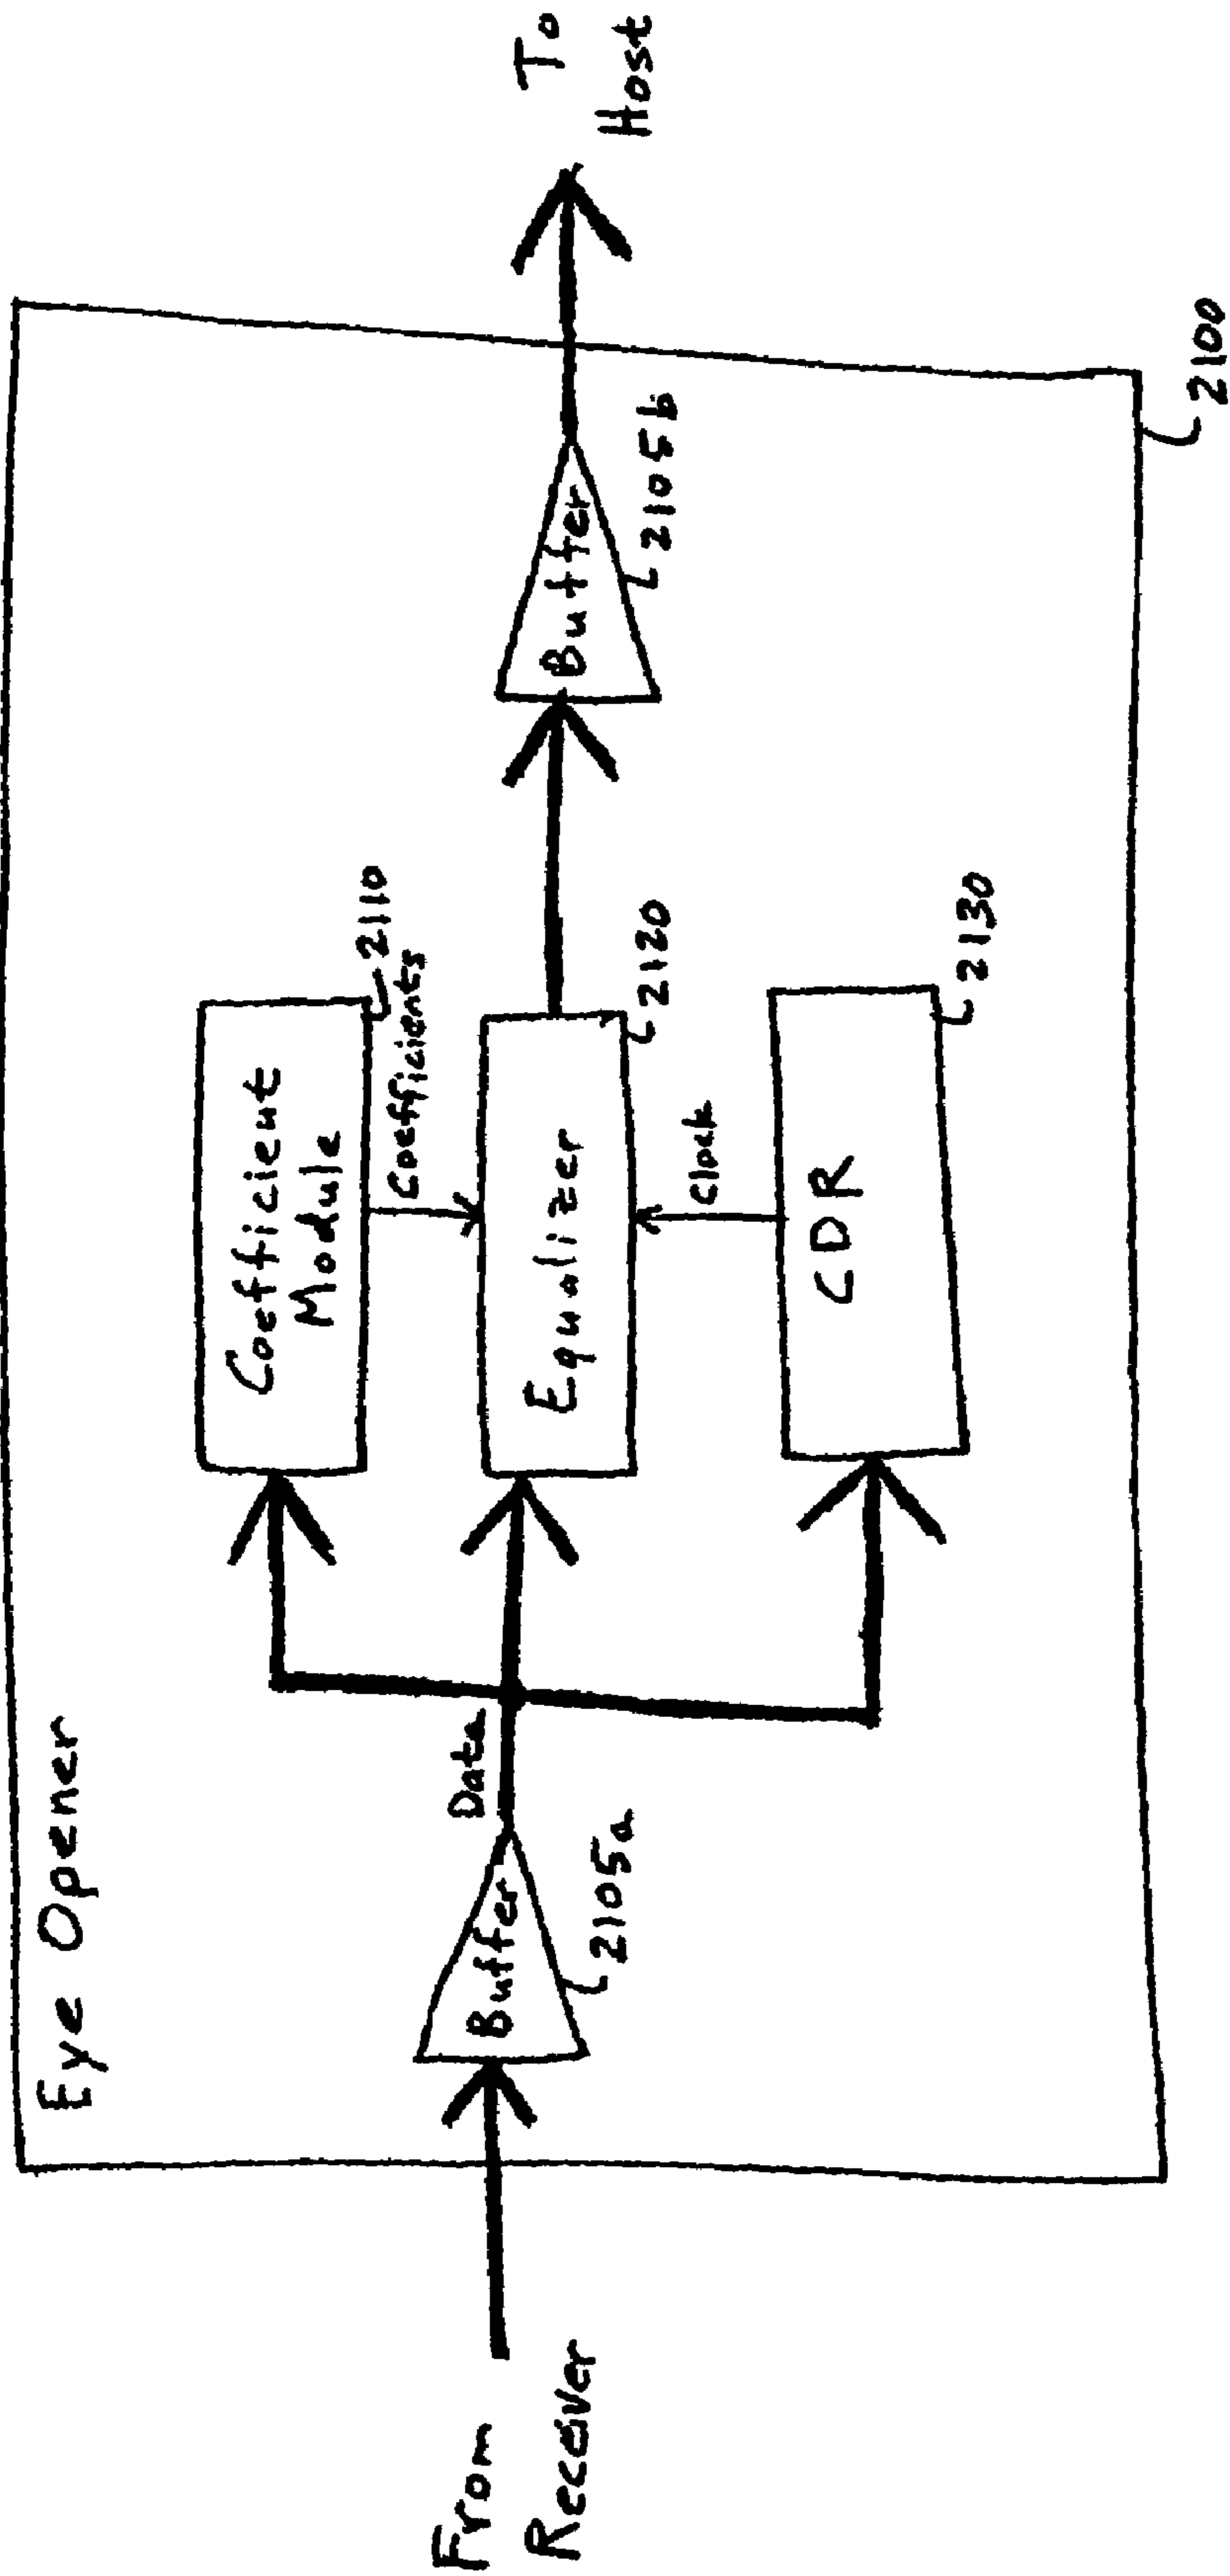 Eye Opener
From
Receiver
Buffer
2105a
Data
Coefficient
Module
2110
Coefficients
Equalizer
2120
Clock
CDR
2130
Buffer
2105b
To
Host
2100